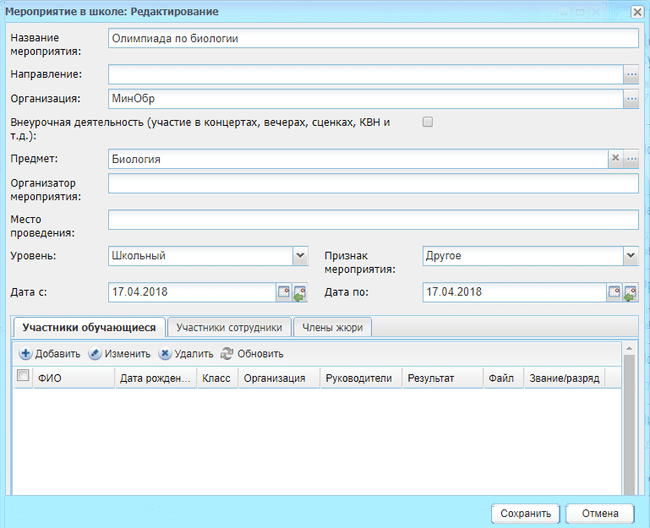 Мероприятие в школе: Редактирование
Название мероприятия: Олимпиада по биологии
Направление:
Организация: МинОбр
Внеурочная деятельность (участие в концертах, вечерах, сценках, КВН и т.д.):
Предмет: Биология
Организатор мероприятия:
Место проведения:
Уровень: Школьный Признак мероприятия: Другое
Дата с: 17.04.2018 Дата по: 17.04.2018
Участники обучающиеся Участники сотрудники Члены жюри
Добавить Изменить Удалить Обновить
ФИО Дата рожден... Класс Организация Руководители Результат Файл Звание/разряд
Сохранить Отмена